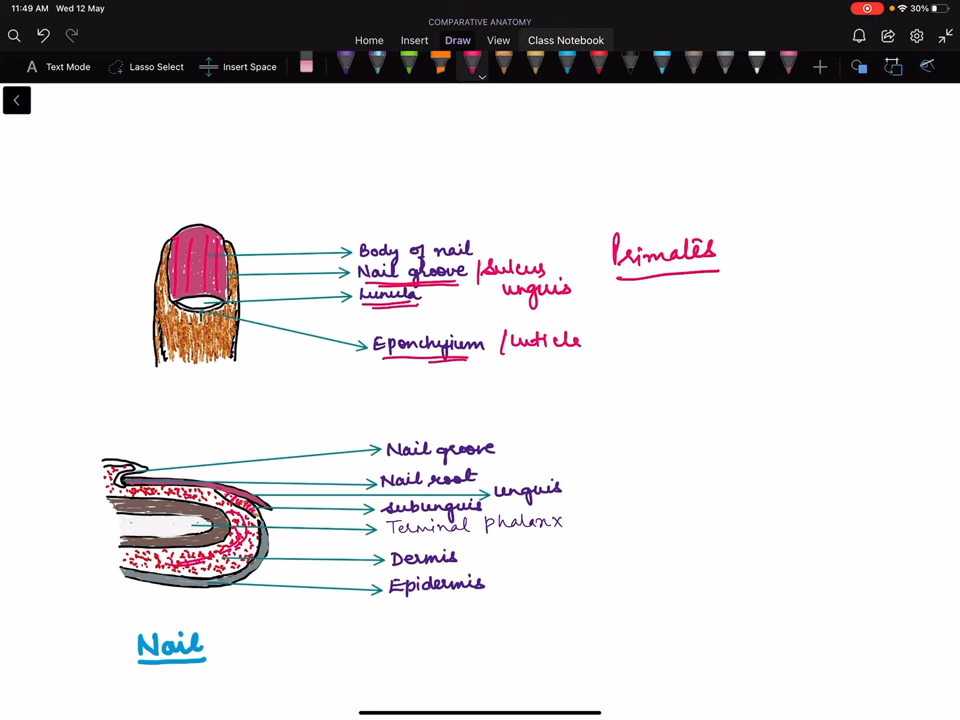 11:49 AM Wed 12 May
30%
COMPARATIVE ANATOMY
Home Insert Draw View Class Notebook
Text Mode Lasso Select Insert Space
Body of nail
Nail groove /Sulcus unguis
Lunula
Eponchyium /Cuticle
Primates
Nail groove
Nail root
unguis
subunguis
Terminal phalanx
Dermis
Epidermis
Nail